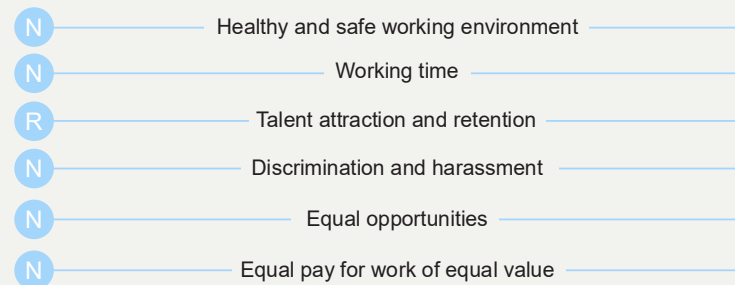 N Healthy and safe working environment
N Working time
R Talent attraction and retention
N Discrimination and harassment
N Equal opportunities
N Equal pay for work of equal value